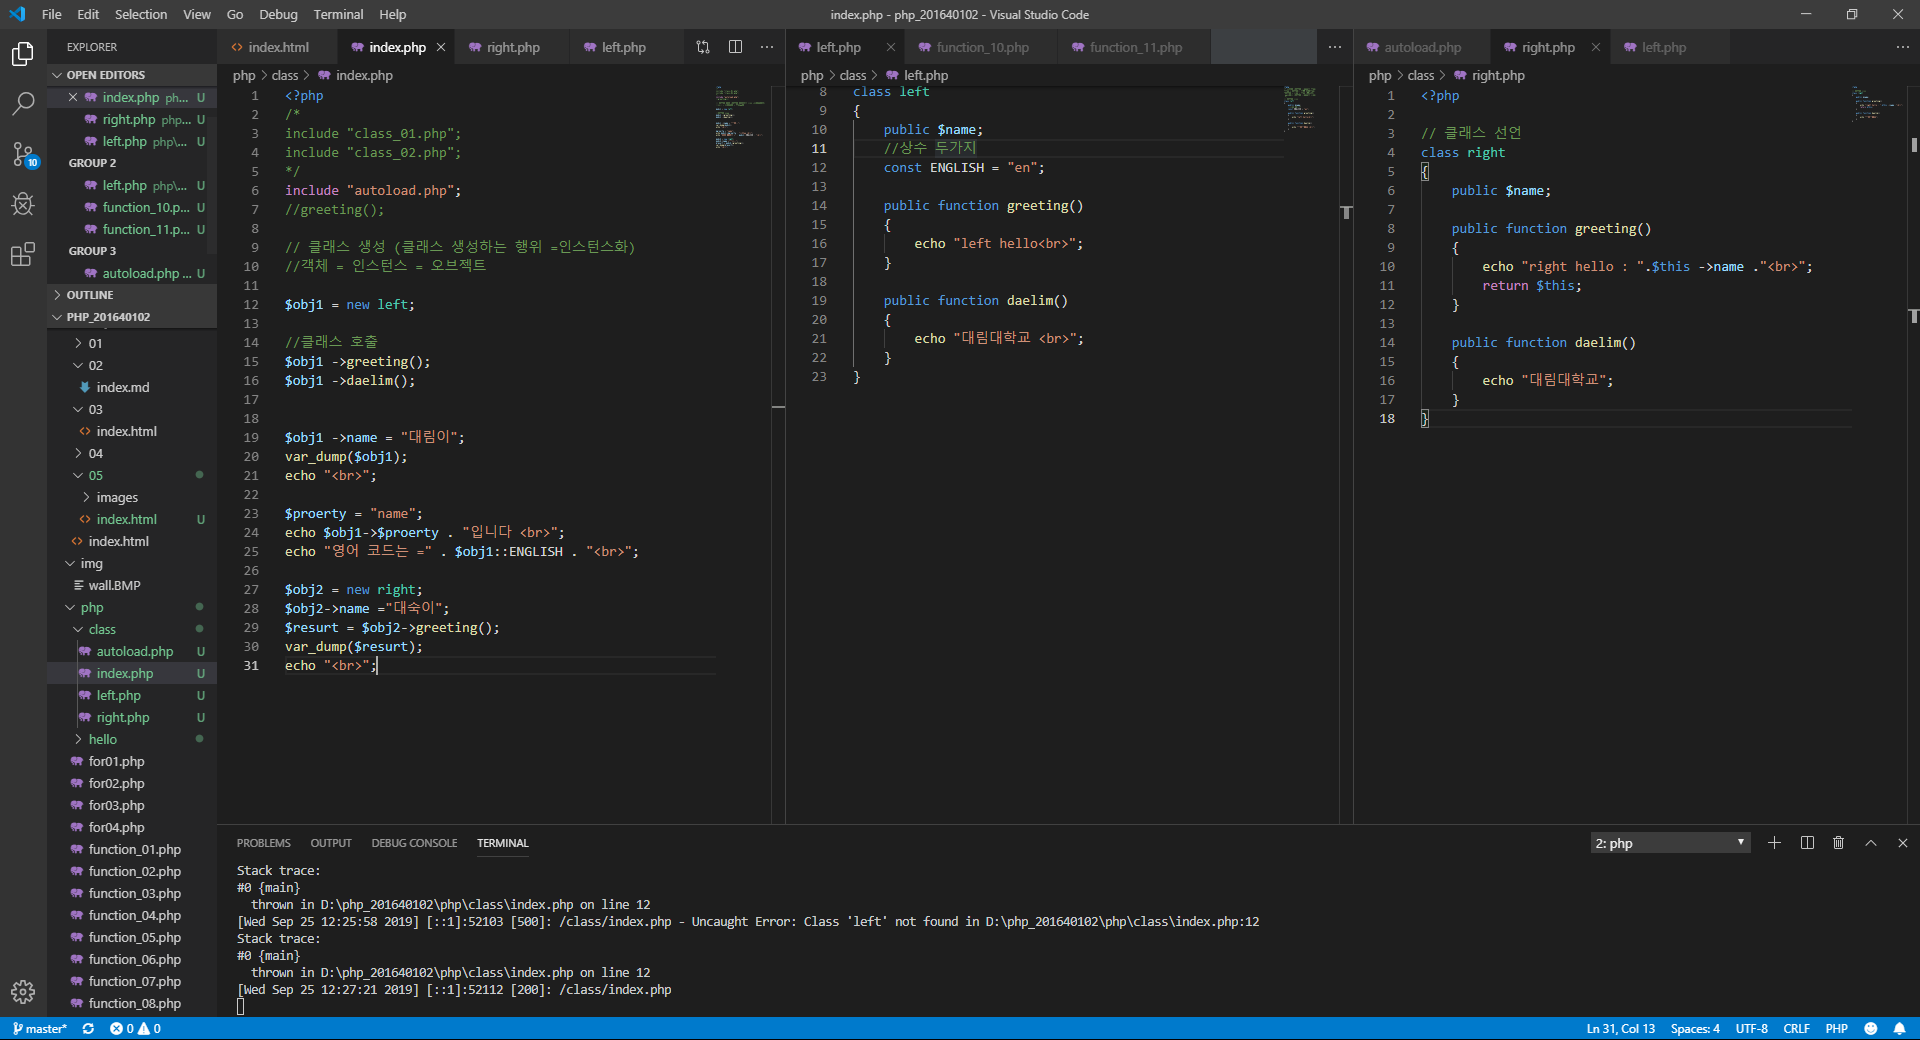 File Edit Selection View Go Debug Terminal Help
index.php - php_201640102 - Visual Studio Code
EXPLORER
OPEN EDITORS
index.php ph... U
right.php php... U
left.php php\... U
GROUP 2
left.php php\... U
function_10.p... U
function_11.p... U
GROUP 3
autoload.php ... U
OUTLINE
PHP_201640102
01
02
index.md
03
index.html
04
05
images
index.html U
index.html
img
wall.BMP
php
class
autoload.php U
index.php U
left.php U
right.php U
hello
for01.php
for02.php
for03.php
for04.php
function_01.php
function_02.php
function_03.php
function_04.php
function_05.php
function_06.php
function_07.php
function_08.php
10
index.html index.php right.php left.php
php > class > index.php
1 <?php
2 /*
3 include "class_01.php";
4 include "class_02.php";
5 */
6 include "autoload.php";
7 //greeting();
8
9 // 클래스 생성 (클래스 생성하는 행위 =인스턴스화)
10 //객체 = 인스턴스 = 오브젝트
11
12 $obj1 = new left;
13
14 //클래스 호출
15 $obj1 ->greeting();
16 $obj1 ->daelim();
17
18
19 $obj1 ->name = "대림이";
20 var_dump($obj1);
21 echo "<br>";
22
23 $proerty = "name";
24 echo $obj1->$proerty . "입니다 <br>";
25 echo "영어 코드는 =" . $obj1::ENGLISH . "<br>";
26
27 $obj2 = new right;
28 $obj2->name ="대숙이";
29 $resurt = $obj2->greeting();
30 var_dump($resurt);
31 echo "<br>";
left.php function_10.php function_11.php
php > class > left.php
8 class left
9 {
10 public $name;
11 //상수 두가지
12 const ENGLISH = "en";
13
14 public function greeting()
15 {
16 echo "left hello<br>";
17 }
18
19 public function daelim()
20 {
21 echo "대림대학교 <br>";
22 }
23 }
autoload.php right.php left.php
php > class > right.php
1 <?php
2
3 // 클래스 선언
4 class right
5 {
6 public $name;
7
8 public function greeting()
9 {
10 echo "right hello : ".$this ->name ."<br>";
11 return $this;
12 }
13
14 public function daelim()
15 {
16 echo "대림대학교";
17 }
18 }
PROBLEMS OUTPUT DEBUG CONSOLE TERMINAL
2: php
Stack trace:
#0 {main}
thrown in D:\php_201640102\php\class\index.php on line 12
[Wed Sep 25 12:25:58 2019] [::1]:52103 [500]: /class/index.php - Uncaught Error: Class 'left' not found in D:\php_201640102\php\class\index.php:12
Stack trace:
#0 {main}
thrown in D:\php_201640102\php\class\index.php on line 12
[Wed Sep 25 12:27:21 2019] [::1]:52112 [200]: /class/index.php
master* 0 0
Ln 31, Col 13 Spaces: 4 UTF-8 CRLF PHP